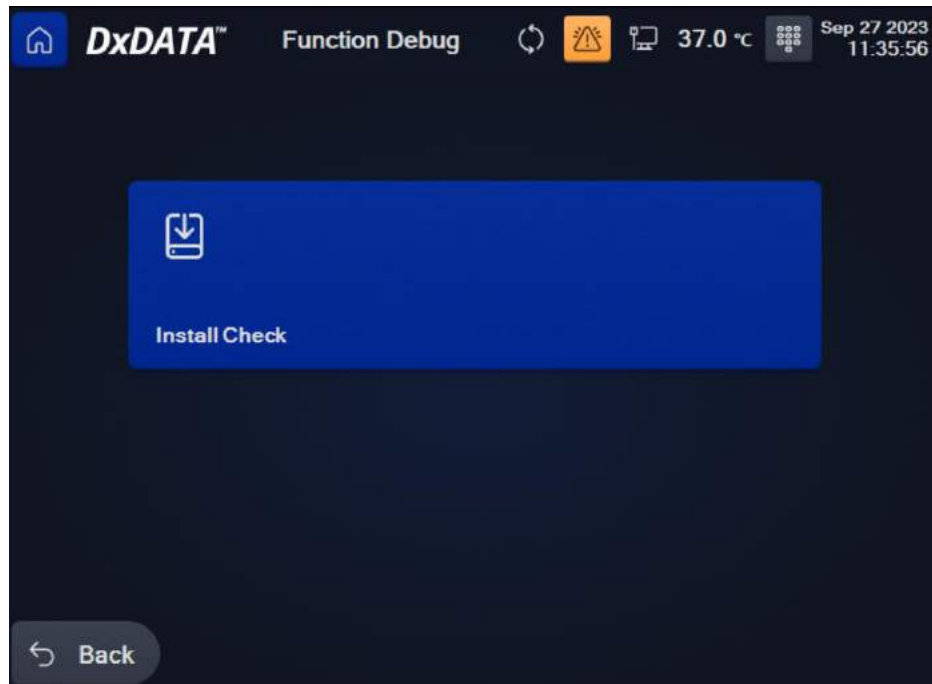 DxDATA™
Function Debug
37.0 ℃
Sep 27 2023
11:35:56
Install Check
Back